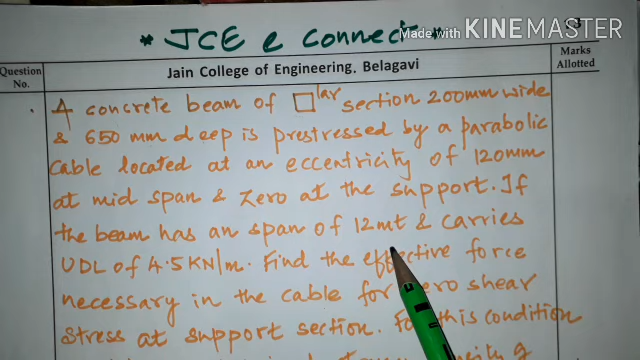 Made with KINEMASTER
13
* JCE e Connect *
Question No.
Jain College of Engineering, Belagavi
Marks Allotted
A concrete beam of □lar section 200mm wide
& 650 mm deep is prestressed by a parabolic
cable located at an eccentricity of 120mm
at mid span & Zero at the support. If
the beam has an span of 12mt & carries
UDL of 4.5KN/m. Find the effective force
necessary in the cable for zero shear
stress at support section. For this condition